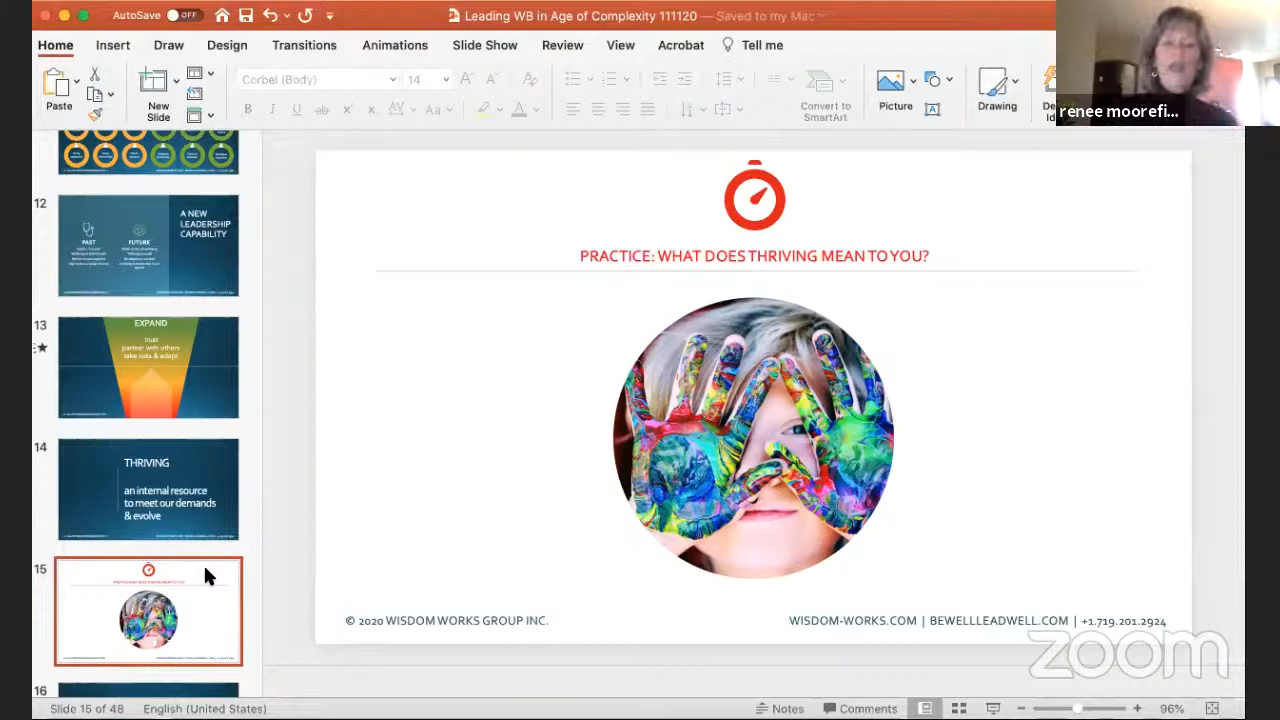 AutoSave OFF
Leading WB in Age of Complexity 111120 — Saved to my Mac
Home Insert Draw Design Transitions Animations Slide Show Review View Acrobat Tell me
Paste
New
Slide
Corbel (Body) 14
Convert to
SmartArt
Picture
Drawing
renee moorefi...
12
A NEW
LEADERSHIP
CAPABILITY
PAST
FUTURE
13
EXPAND
trust
partner with others
take risks & adapt
14
THRIVING
an internal resource
to meet our demands
& evolve
15
16
PRACTICE: WHAT DOES THRIVING MEAN TO YOU?
© 2020 WISDOM WORKS GROUP INC.
WISDOM-WORKS.COM | BEWELLLEADWELL.COM | +1.719.201.2924
zoom
Slide 15 of 48 English (United States)
Notes Comments 96%